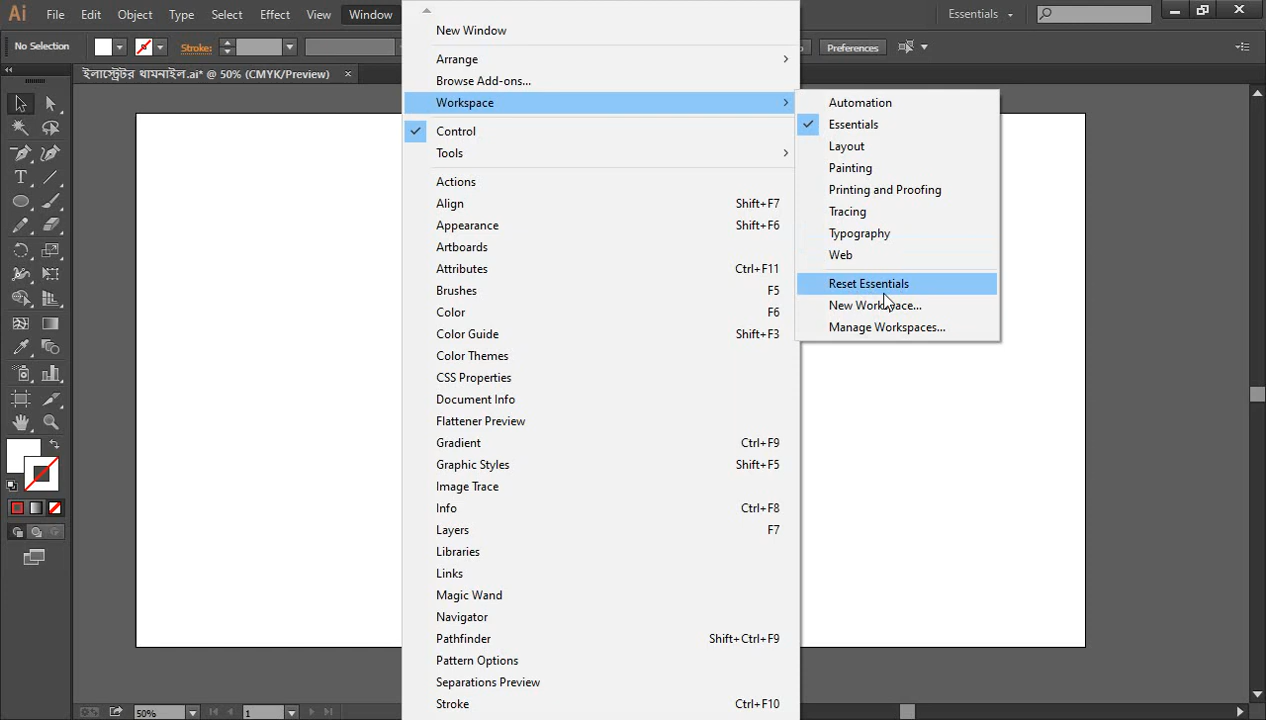 Ai File Edit Object Type Select Effect View Window Essentials
No Selection Stroke: Preferences
ইলাস্ট্রেটর থামনাইল.ai* @ 50% (CMYK/Preview) ×
New Window
Arrange
Browse Add-ons...
Workspace
Control
Tools
Actions
Align Shift+F7
Appearance Shift+F6
Artboards
Attributes Ctrl+F11
Brushes F5
Color F6
Color Guide Shift+F3
Color Themes
CSS Properties
Document Info
Flattener Preview
Gradient Ctrl+F9
Graphic Styles Shift+F5
Image Trace
Info Ctrl+F8
Layers F7
Libraries
Links
Magic Wand
Navigator
Pathfinder Shift+Ctrl+F9
Pattern Options
Separations Preview
Stroke Ctrl+F10
Automation
Essentials
Layout
Painting
Printing and Proofing
Tracing
Typography
Web
Reset Essentials
New Workspace...
Manage Workspaces...
50% 1